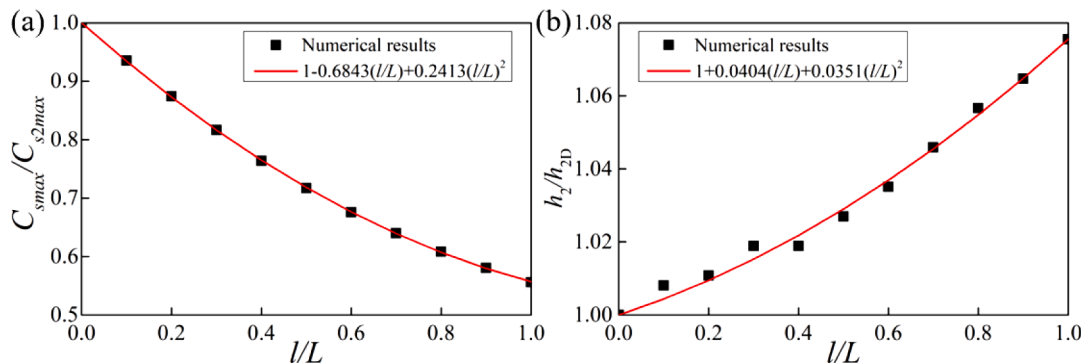 (a)
1.0
0.9
0.8
0.7
0.6
0.5
C_smax/C_s2max
Numerical results
1-0.6843(l/L)+0.2413(l/L)²
0.0 0.2 0.4 0.6 0.8 1.0
l/L
(b)
1.08
1.06
1.04
1.02
1.00
h₂/h₂D
Numerical results
1+0.0404(l/L)+0.0351(l/L)²
0.0 0.2 0.4 0.6 0.8 1.0
l/L